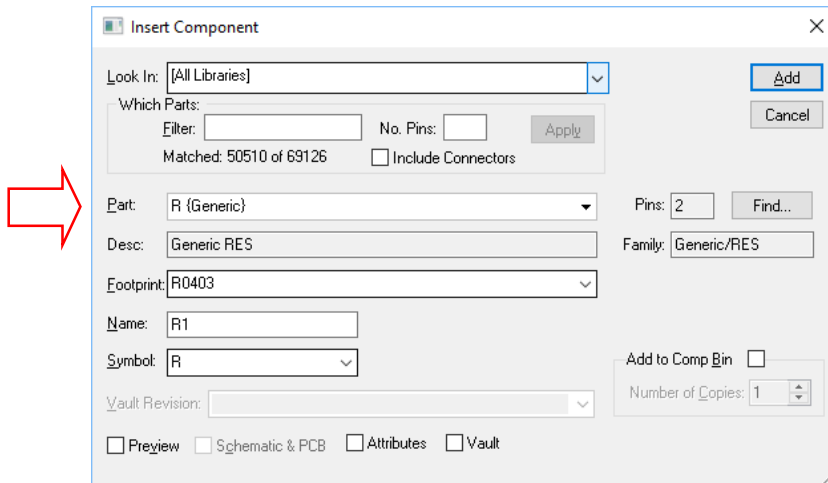 Insert Component
Look In: [All Libraries] Add
Which Parts: Cancel
Filter: No. Pins: Apply
Matched: 50510 of 69126 Include Connectors
Part: R {Generic} Pins: 2 Find...
Desc: Generic RES Family: Generic/RES
Footprint: R0403
Name: R1
Symbol: R Add to Comp Bin
Vault Revision: Number of Copies: 1
Preview Schematic & PCB Attributes Vault